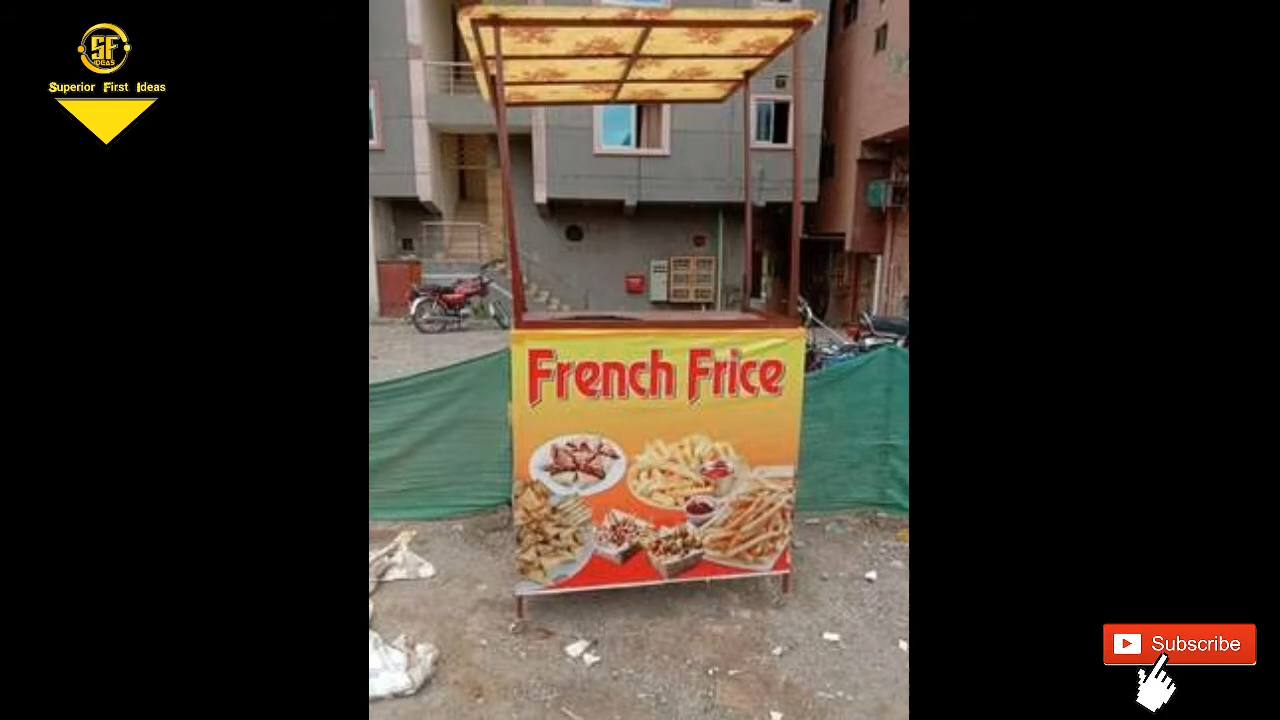 SF
IDEAS
Superior First Ideas
French Frice
Subscribe